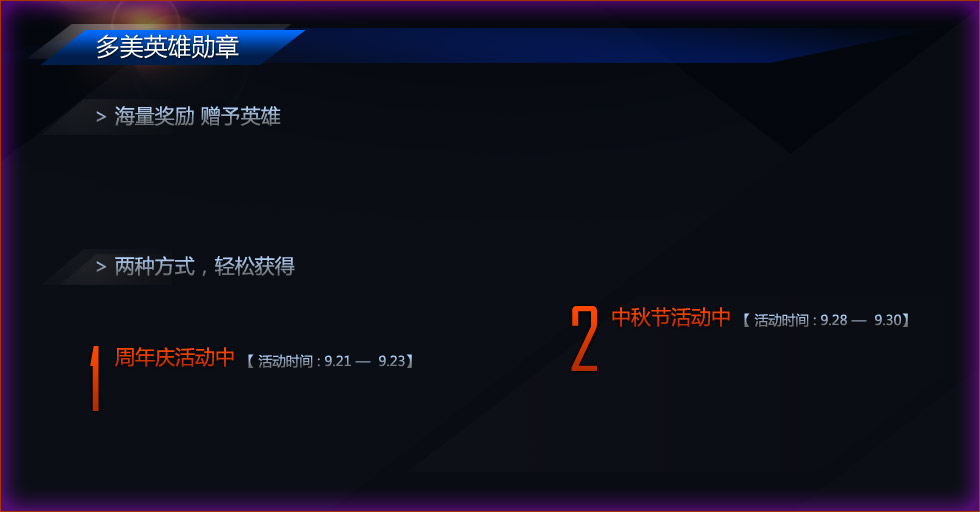 多美英雄勋章
> 海量奖励 赠予英雄
> 两种方式，轻松获得
1 周年庆活动中 【 活动时间 : 9.21 — 9.23】
2 中秋节活动中 【 活动时间 : 9.28 — 9.30】